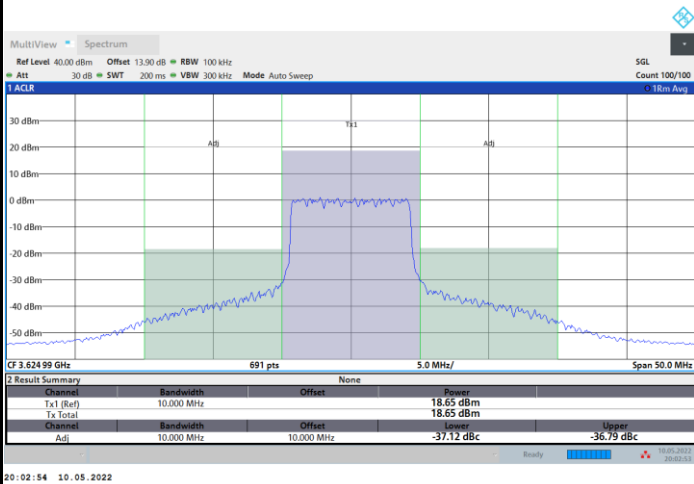 MultiView Spectrum
Ref Level 40.00 dBm Offset 13.90 dB RBW 100 kHz SGL
Att 30 dB SWT 200 ms VBW 300 kHz Mode Auto Sweep Count 100/100
1 ACLR 1Rm Avg
30 dBm
Tx1
20 dBm
Adj Adj
10 dBm
0 dBm
-10 dBm
-20 dBm
-30 dBm
-40 dBm
-50 dBm
CF 3.624 99 GHz 691 pts 5.0 MHz/ Span 50.0 MHz
2 Result Summary None
Channel Bandwidth Offset Power
Tx1 (Ref) 10.000 MHz 18.65 dBm
Tx Total 18.65 dBm
Channel Bandwidth Offset Lower Upper
Adj 10.000 MHz 10.000 MHz -37.12 dBc -36.79 dBc
Ready 10.05.2022
20:02:53
20:02:54 10.05.2022